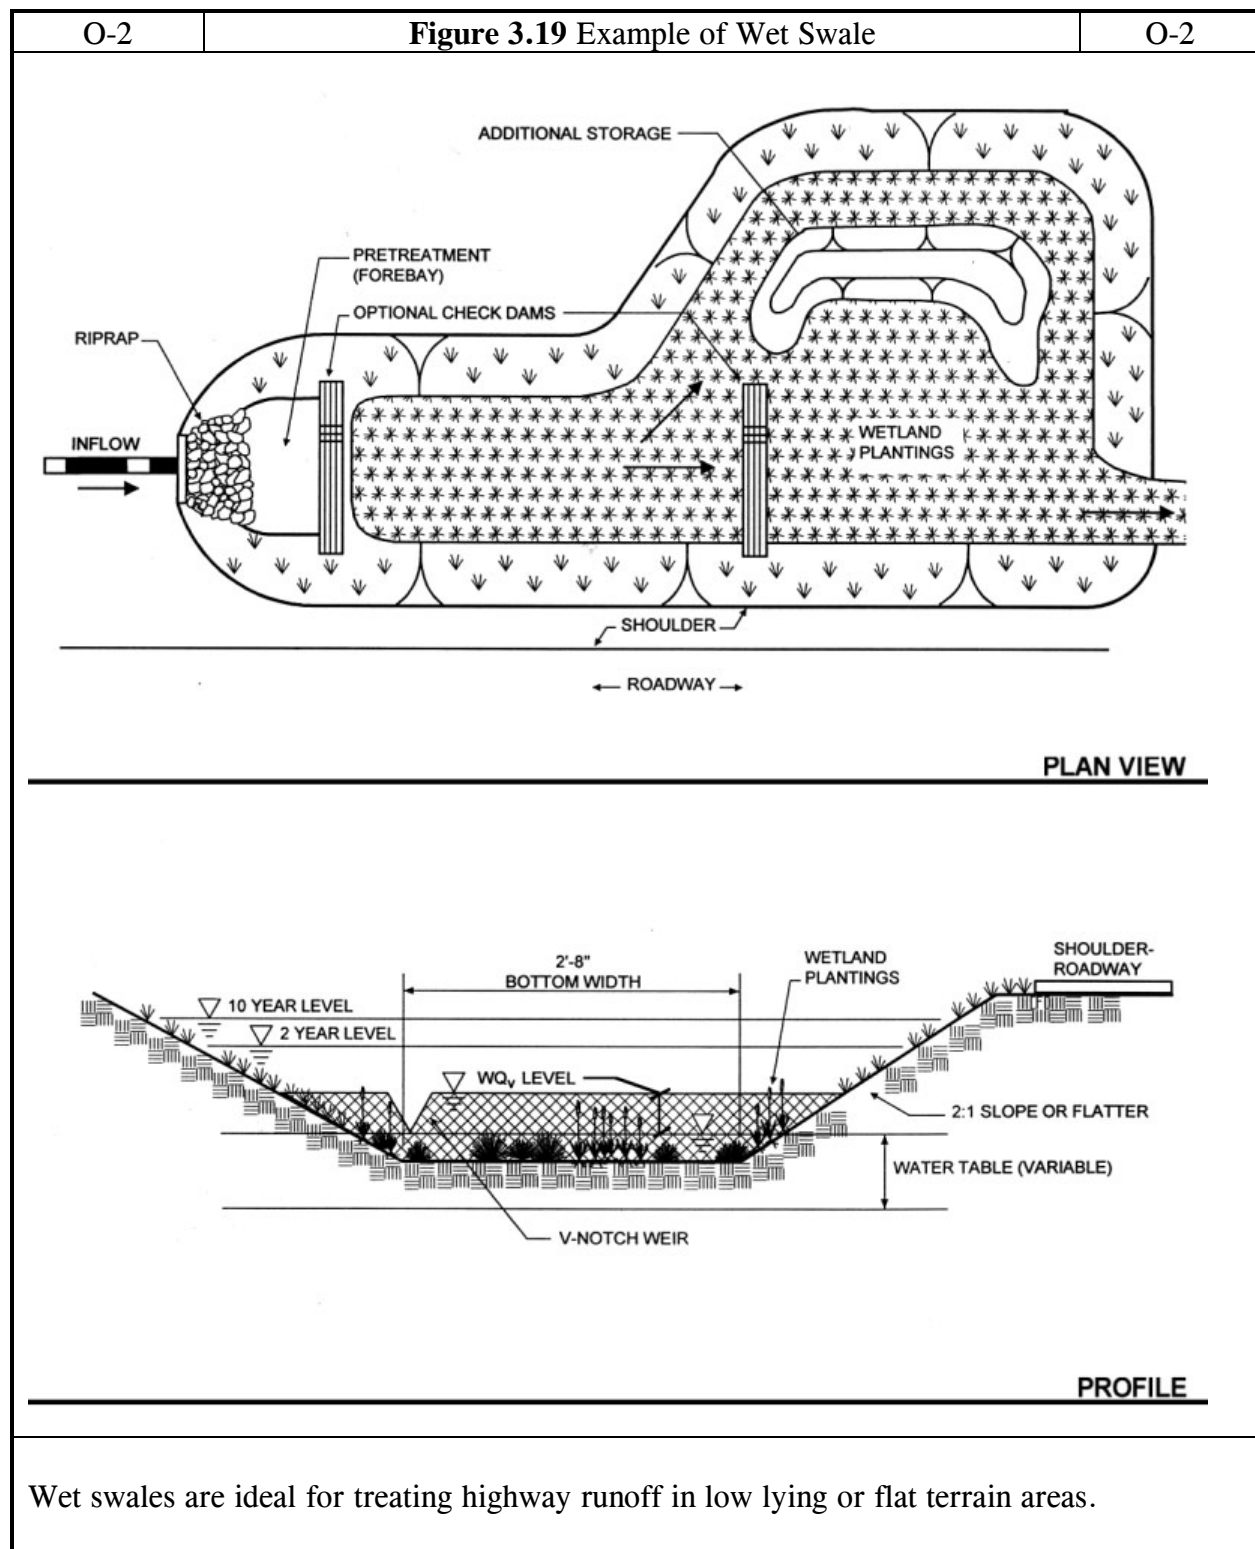 O-2 Figure 3.19 Example of Wet Swale O-2
ADDITIONAL STORAGE
PRETREATMENT
(FOREBAY)
OPTIONAL CHECK DAMS
RIPRAP
INFLOW
WETLAND
PLANTINGS
SHOULDER
ROADWAY
PLAN VIEW
SHOULDER-
ROADWAY
2'-8"
BOTTOM WIDTH
WETLAND
PLANTINGS
10 YEAR LEVEL
2 YEAR LEVEL
WQv LEVEL
2:1 SLOPE OR FLATTER
WATER TABLE (VARIABLE)
V-NOTCH WEIR
PROFILE
Wet swales are ideal for treating highway runoff in low lying or flat terrain areas.